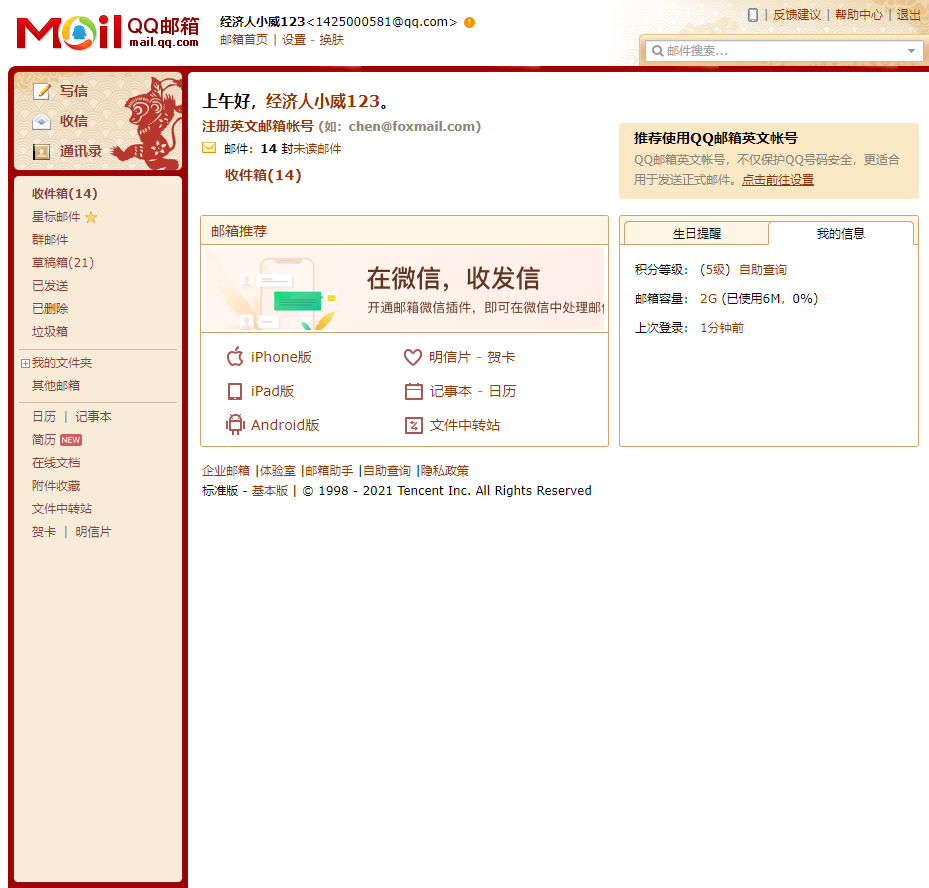 MOil QQ邮箱 mail.qq.com
经济人小威123<1425000581@qq.com>
邮箱首页 | 设置 - 换肤
| 反馈建议 | 帮助中心 | 退出
邮件搜索...
写信
收信
通讯录
收件箱(14)
星标邮件
群邮件
草稿箱(21)
已发送
已删除
垃圾箱
我的文件夹
其他邮箱
日历 | 记事本
简历 NEW
在线文档
附件收藏
文件中转站
贺卡 | 明信片
上午好，经济人小威123。
注册英文邮箱帐号 (如：chen@foxmail.com)
邮件：14 封未读邮件
收件箱(14)
推荐使用QQ邮箱英文帐号
QQ邮箱英文帐号，不仅保护QQ号码安全，更适合
用于发送正式邮件。点击前往设置
邮箱推荐
在微信，收发信
开通邮箱微信插件，即可在微信中处理邮
iPhone版
明信片 - 贺卡
iPad版
记事本 - 日历
Android版
文件中转站
生日提醒
我的信息
积分等级： (5级) 自助查询
邮箱容量： 2G (已使用6M，0%)
上次登录： 1分钟前
企业邮箱 |体验室 |邮箱助手 |自助查询 |隐私政策
标准版 - 基本版 | © 1998 - 2021 Tencent Inc. All Rights Reserved